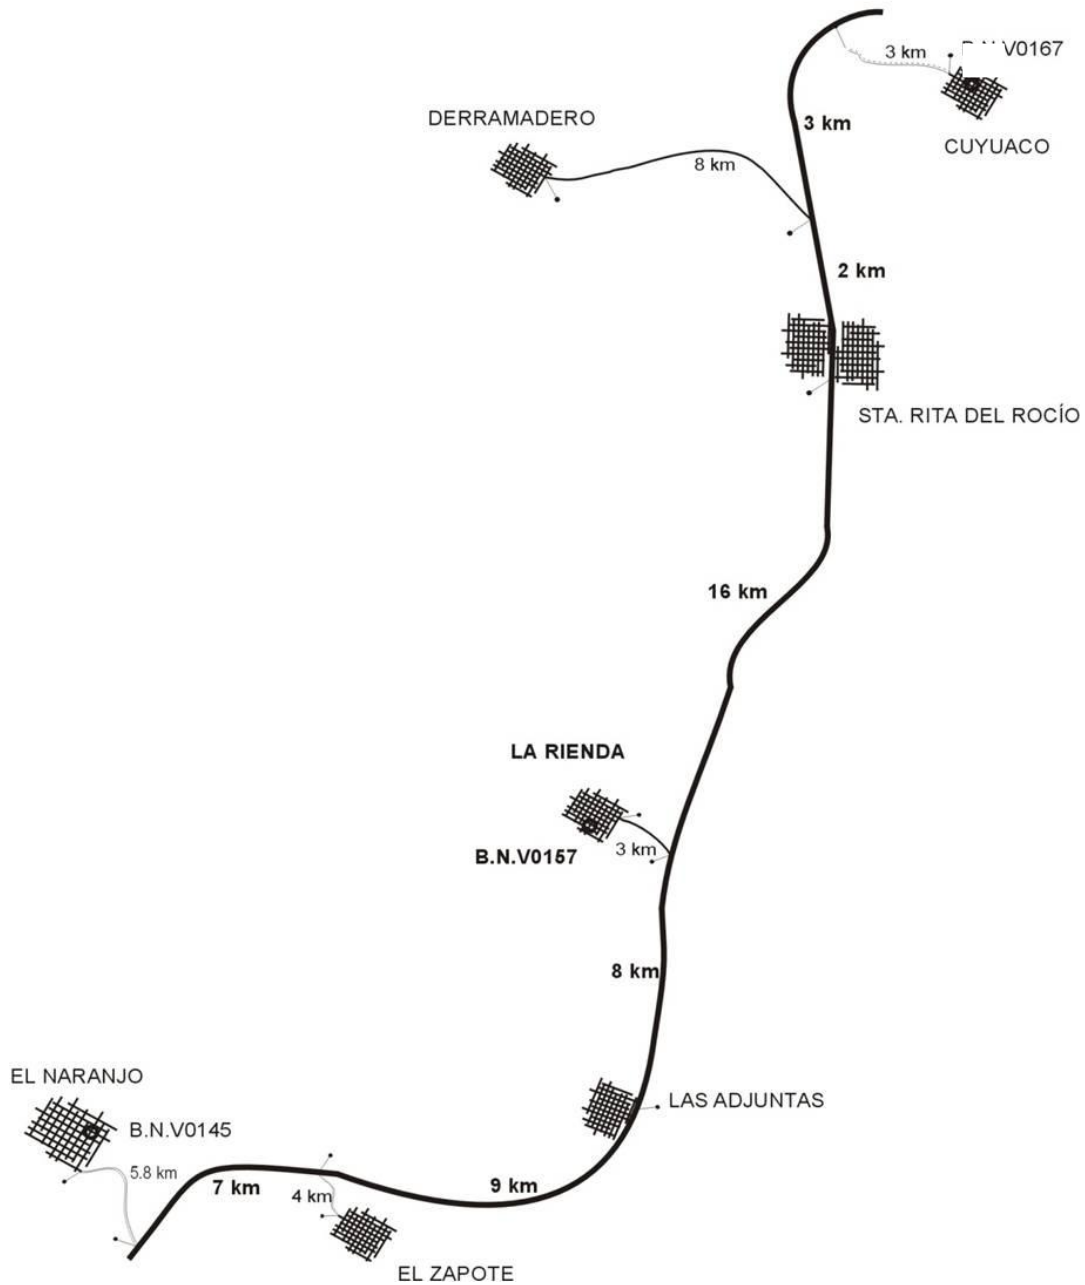 3 km
V0167
CUYUACO
3 km
DERRAMADERO
8 km
2 km
STA. RITA DEL ROCÍO
16 km
LA RIENDA
3 km
B.N.V0157
8 km
EL NARANJO
LAS ADJUNTAS
B.N.V0145
5.8 km
7 km
4 km
9 km
EL ZAPOTE